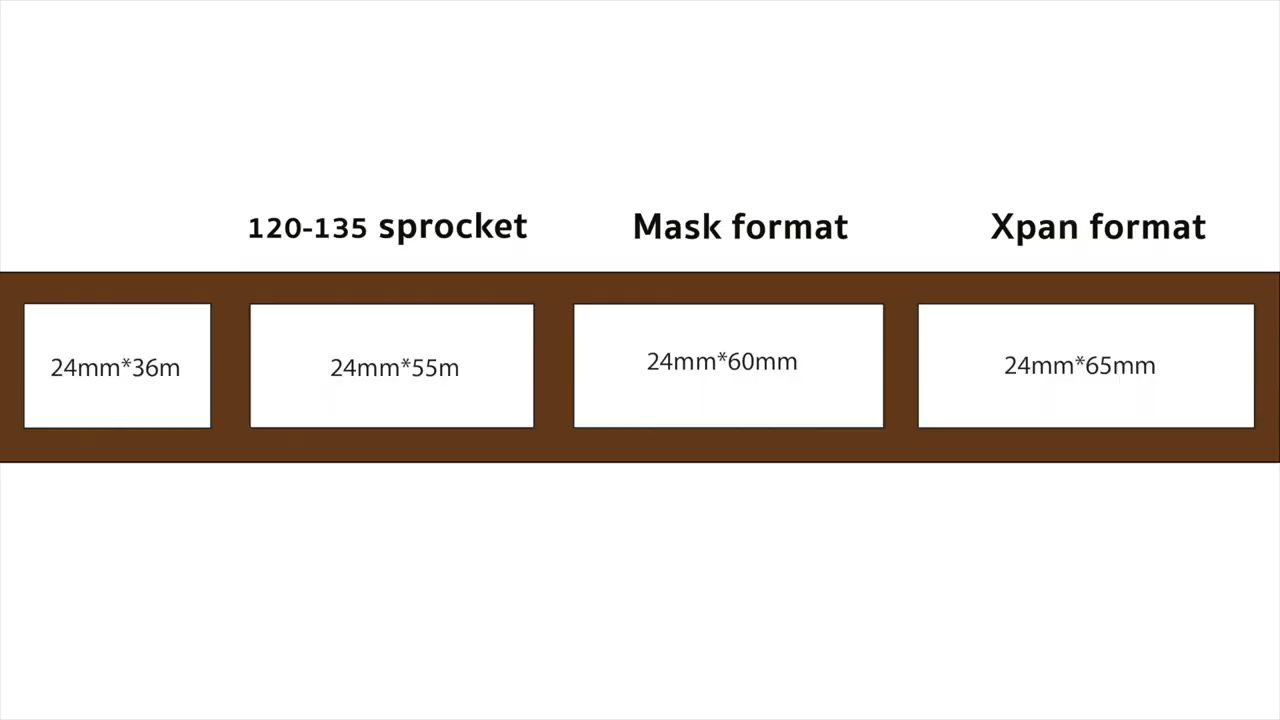 120-135 sprocket
Mask format
Xpan format
24mm*36m
24mm*55m
24mm*60mm
24mm*65mm